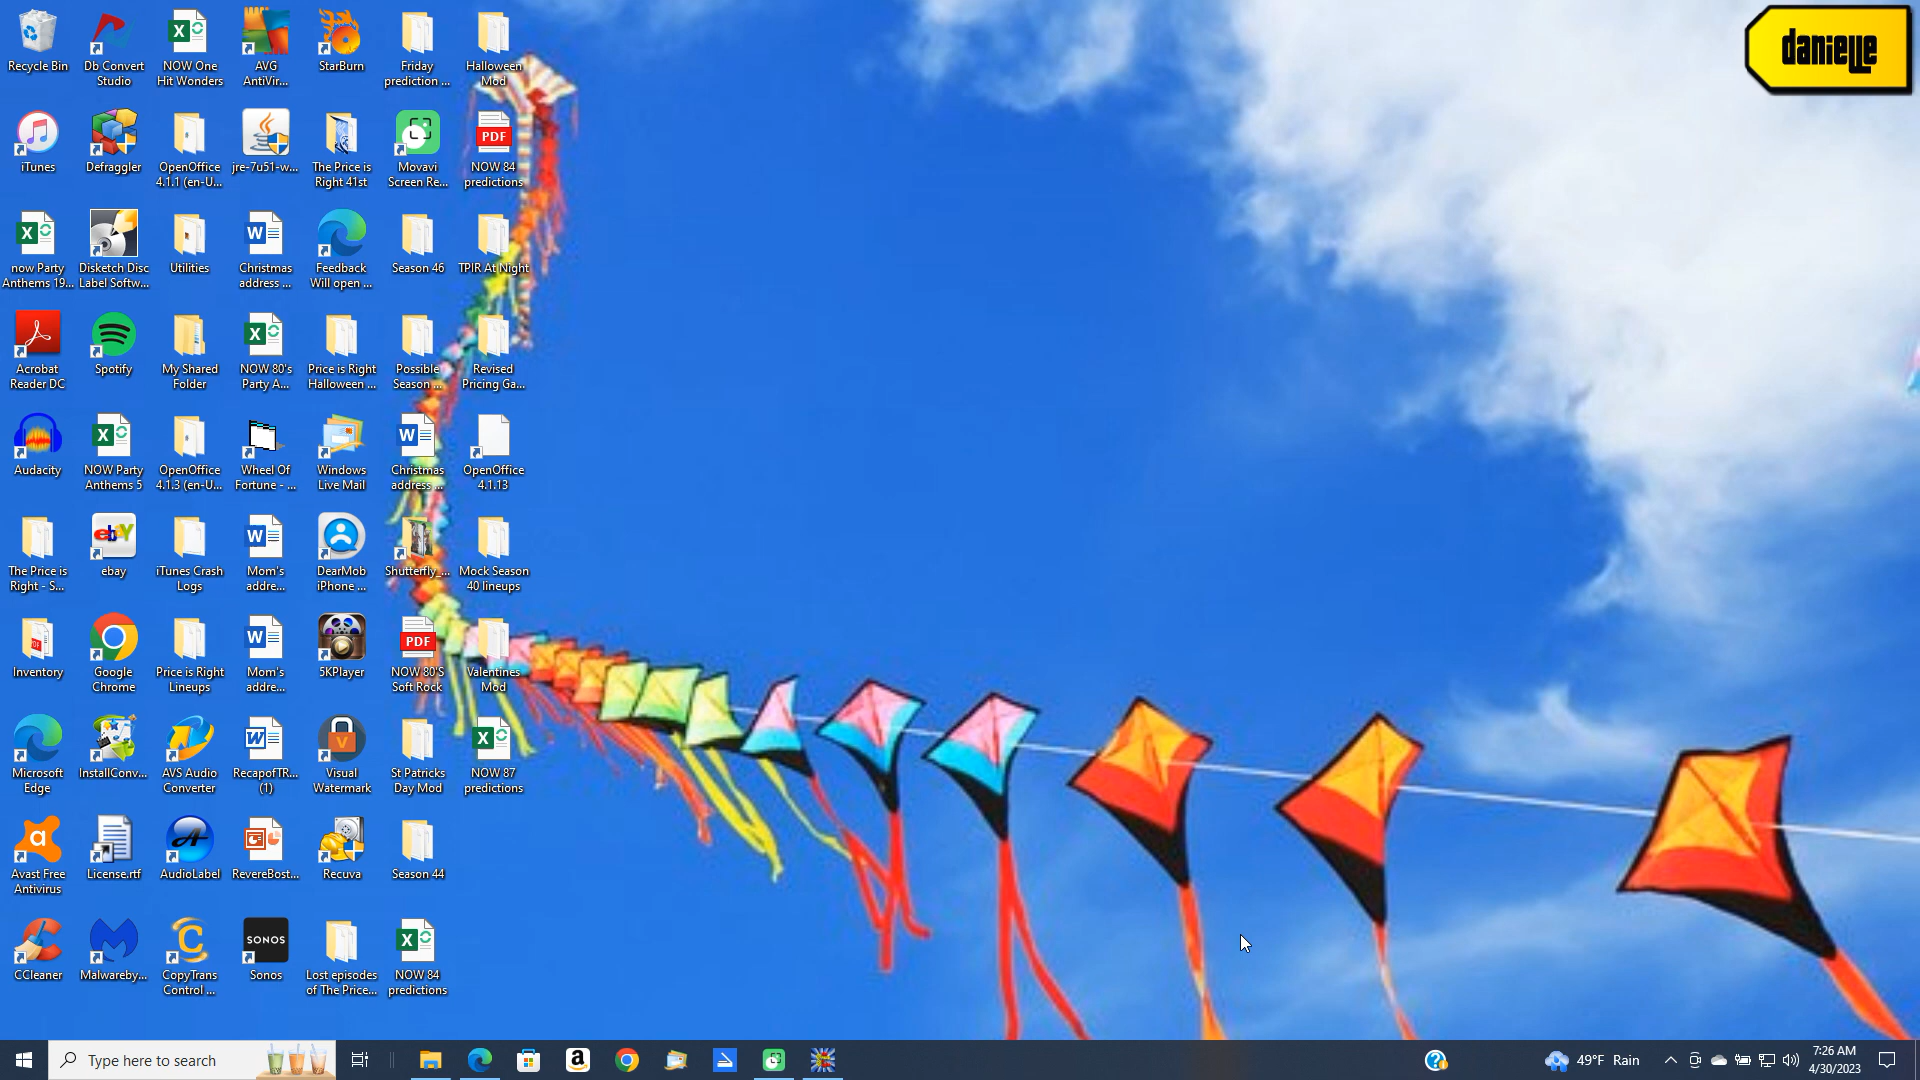 danielle
Recycle Bin
Db Convert
Studio
NOW One
Hit Wonders
AVG
AntiVir...
StarBurn
Friday
prediction ...
Halloween
Mod
iTunes
Defraggler
OpenOffice
4.1.1 (en-U...
jre-7u51-w...
The Price is
Right 41st
Movavi
Screen Re...
PDF
NOW 84
predictions
now Party
Anthems 19...
Disketch Disc
Label Softw...
Utilities
Christmas
address ...
Feedback
Will open ...
Season 46
TPIR At Night
Acrobat
Reader DC
Spotify
My Shared
Folder
NOW 80's
Party A...
Price is Right
Halloween ...
Possible
Season ...
Revised
Pricing Ga...
Audacity
NOW Party
Anthems 5
OpenOffice
4.1.3 (en-U...
Wheel Of
Fortune - ...
Windows
Live Mail
Christmas
address ...
OpenOffice
4.1.13
The Price is
Right - S...
ebay
ebay
iTunes Crash
Logs
Mom's
addre...
DearMob
iPhone ...
Shutterfly_...
Mock Season
40 lineups
Inventory
Google
Chrome
Price is Right
Lineups
Mom's
addre...
5KPlayer
PDF
NOW 80'S
Soft Rock
Valentines
Mod
Microsoft
Edge
InstallConv...
AVS Audio
Converter
RecapofTR...
(1)
Visual
Watermark
St Patricks
Day Mod
NOW 87
predictions
Avast Free
Antivirus
License.rtf
AudioLabel
RevereBost...
Recuva
Season 44
CCleaner
Malwareby...
CopyTrans
Control ...
SONOS
Sonos
Lost episodes
of The Price...
NOW 84
predictions
Type here to search
49°F Rain
7:26 AM
4/30/2023